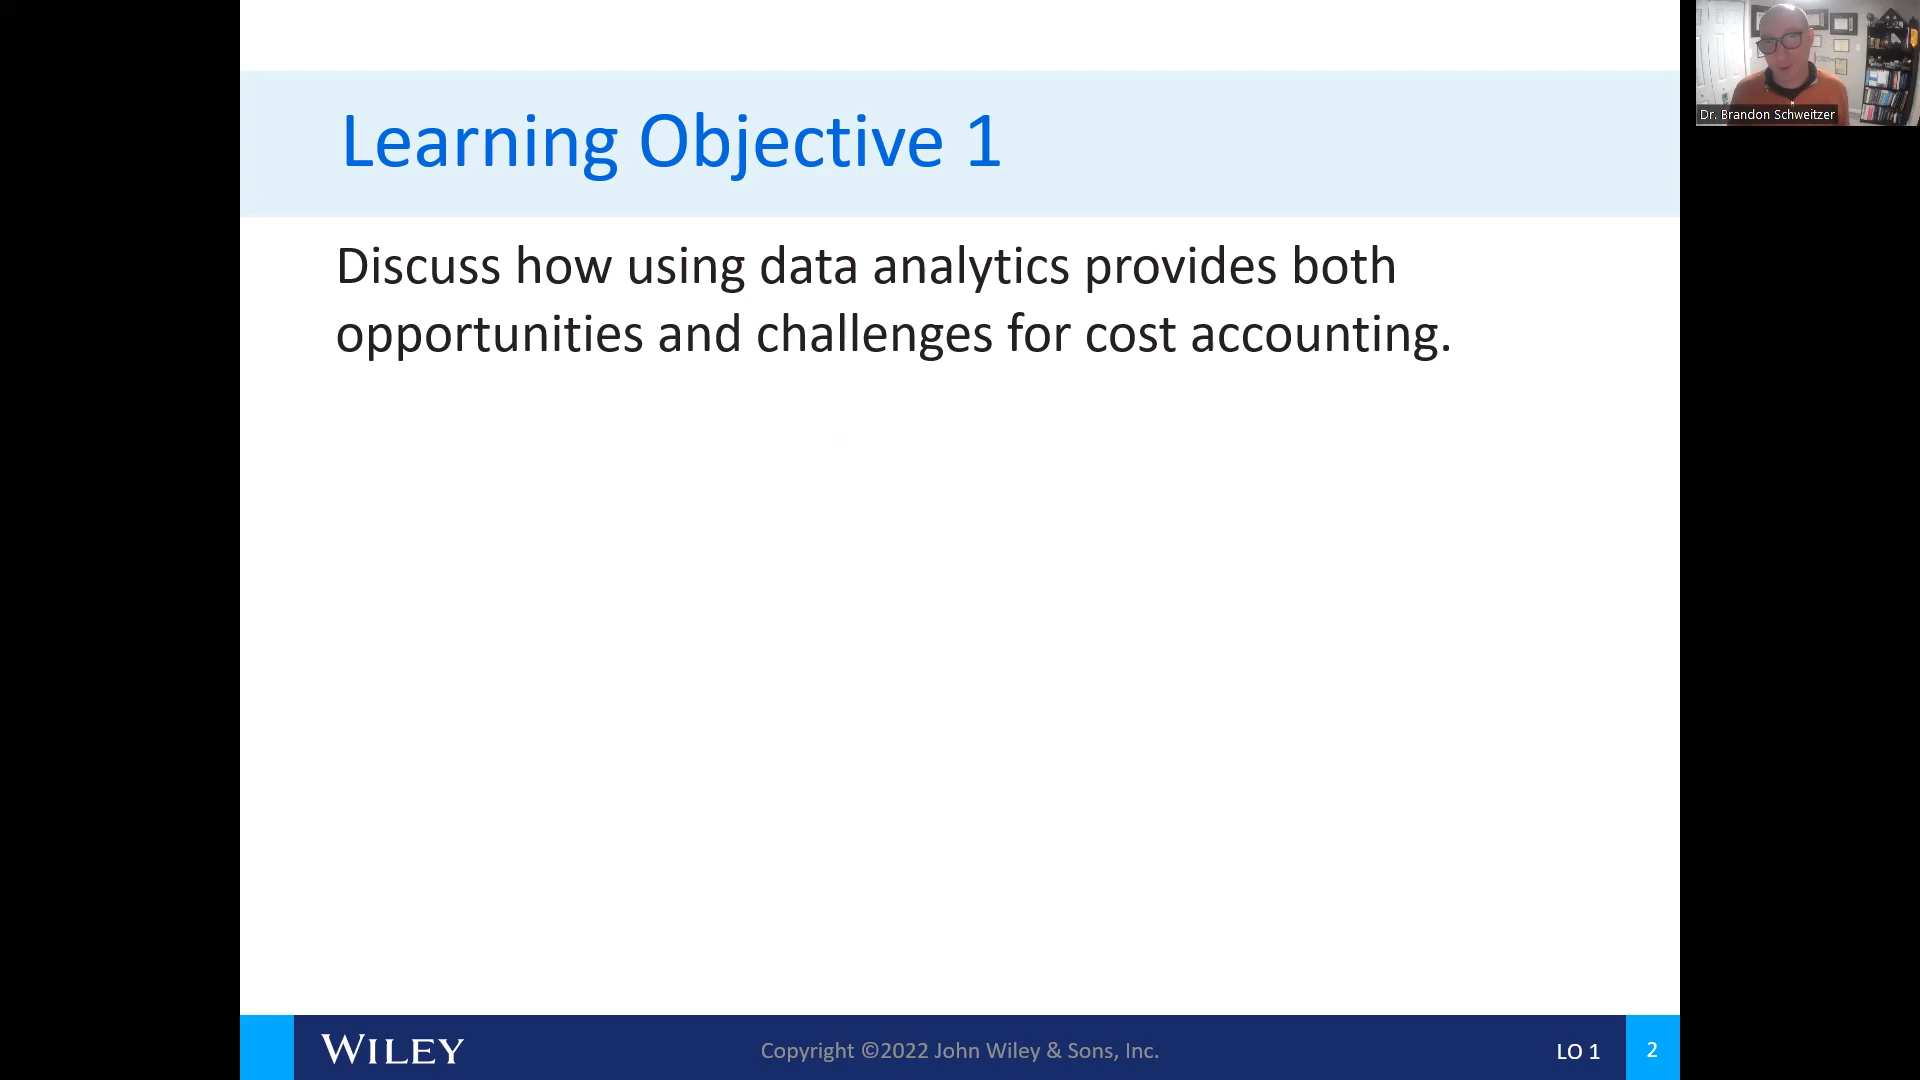 Learning Objective 1
Dr. Brandon Schweitzer
Discuss how using data analytics provides both
opportunities and challenges for cost accounting.
WILEY
Copyright ©2022 John Wiley & Sons, Inc.
LO 1
2